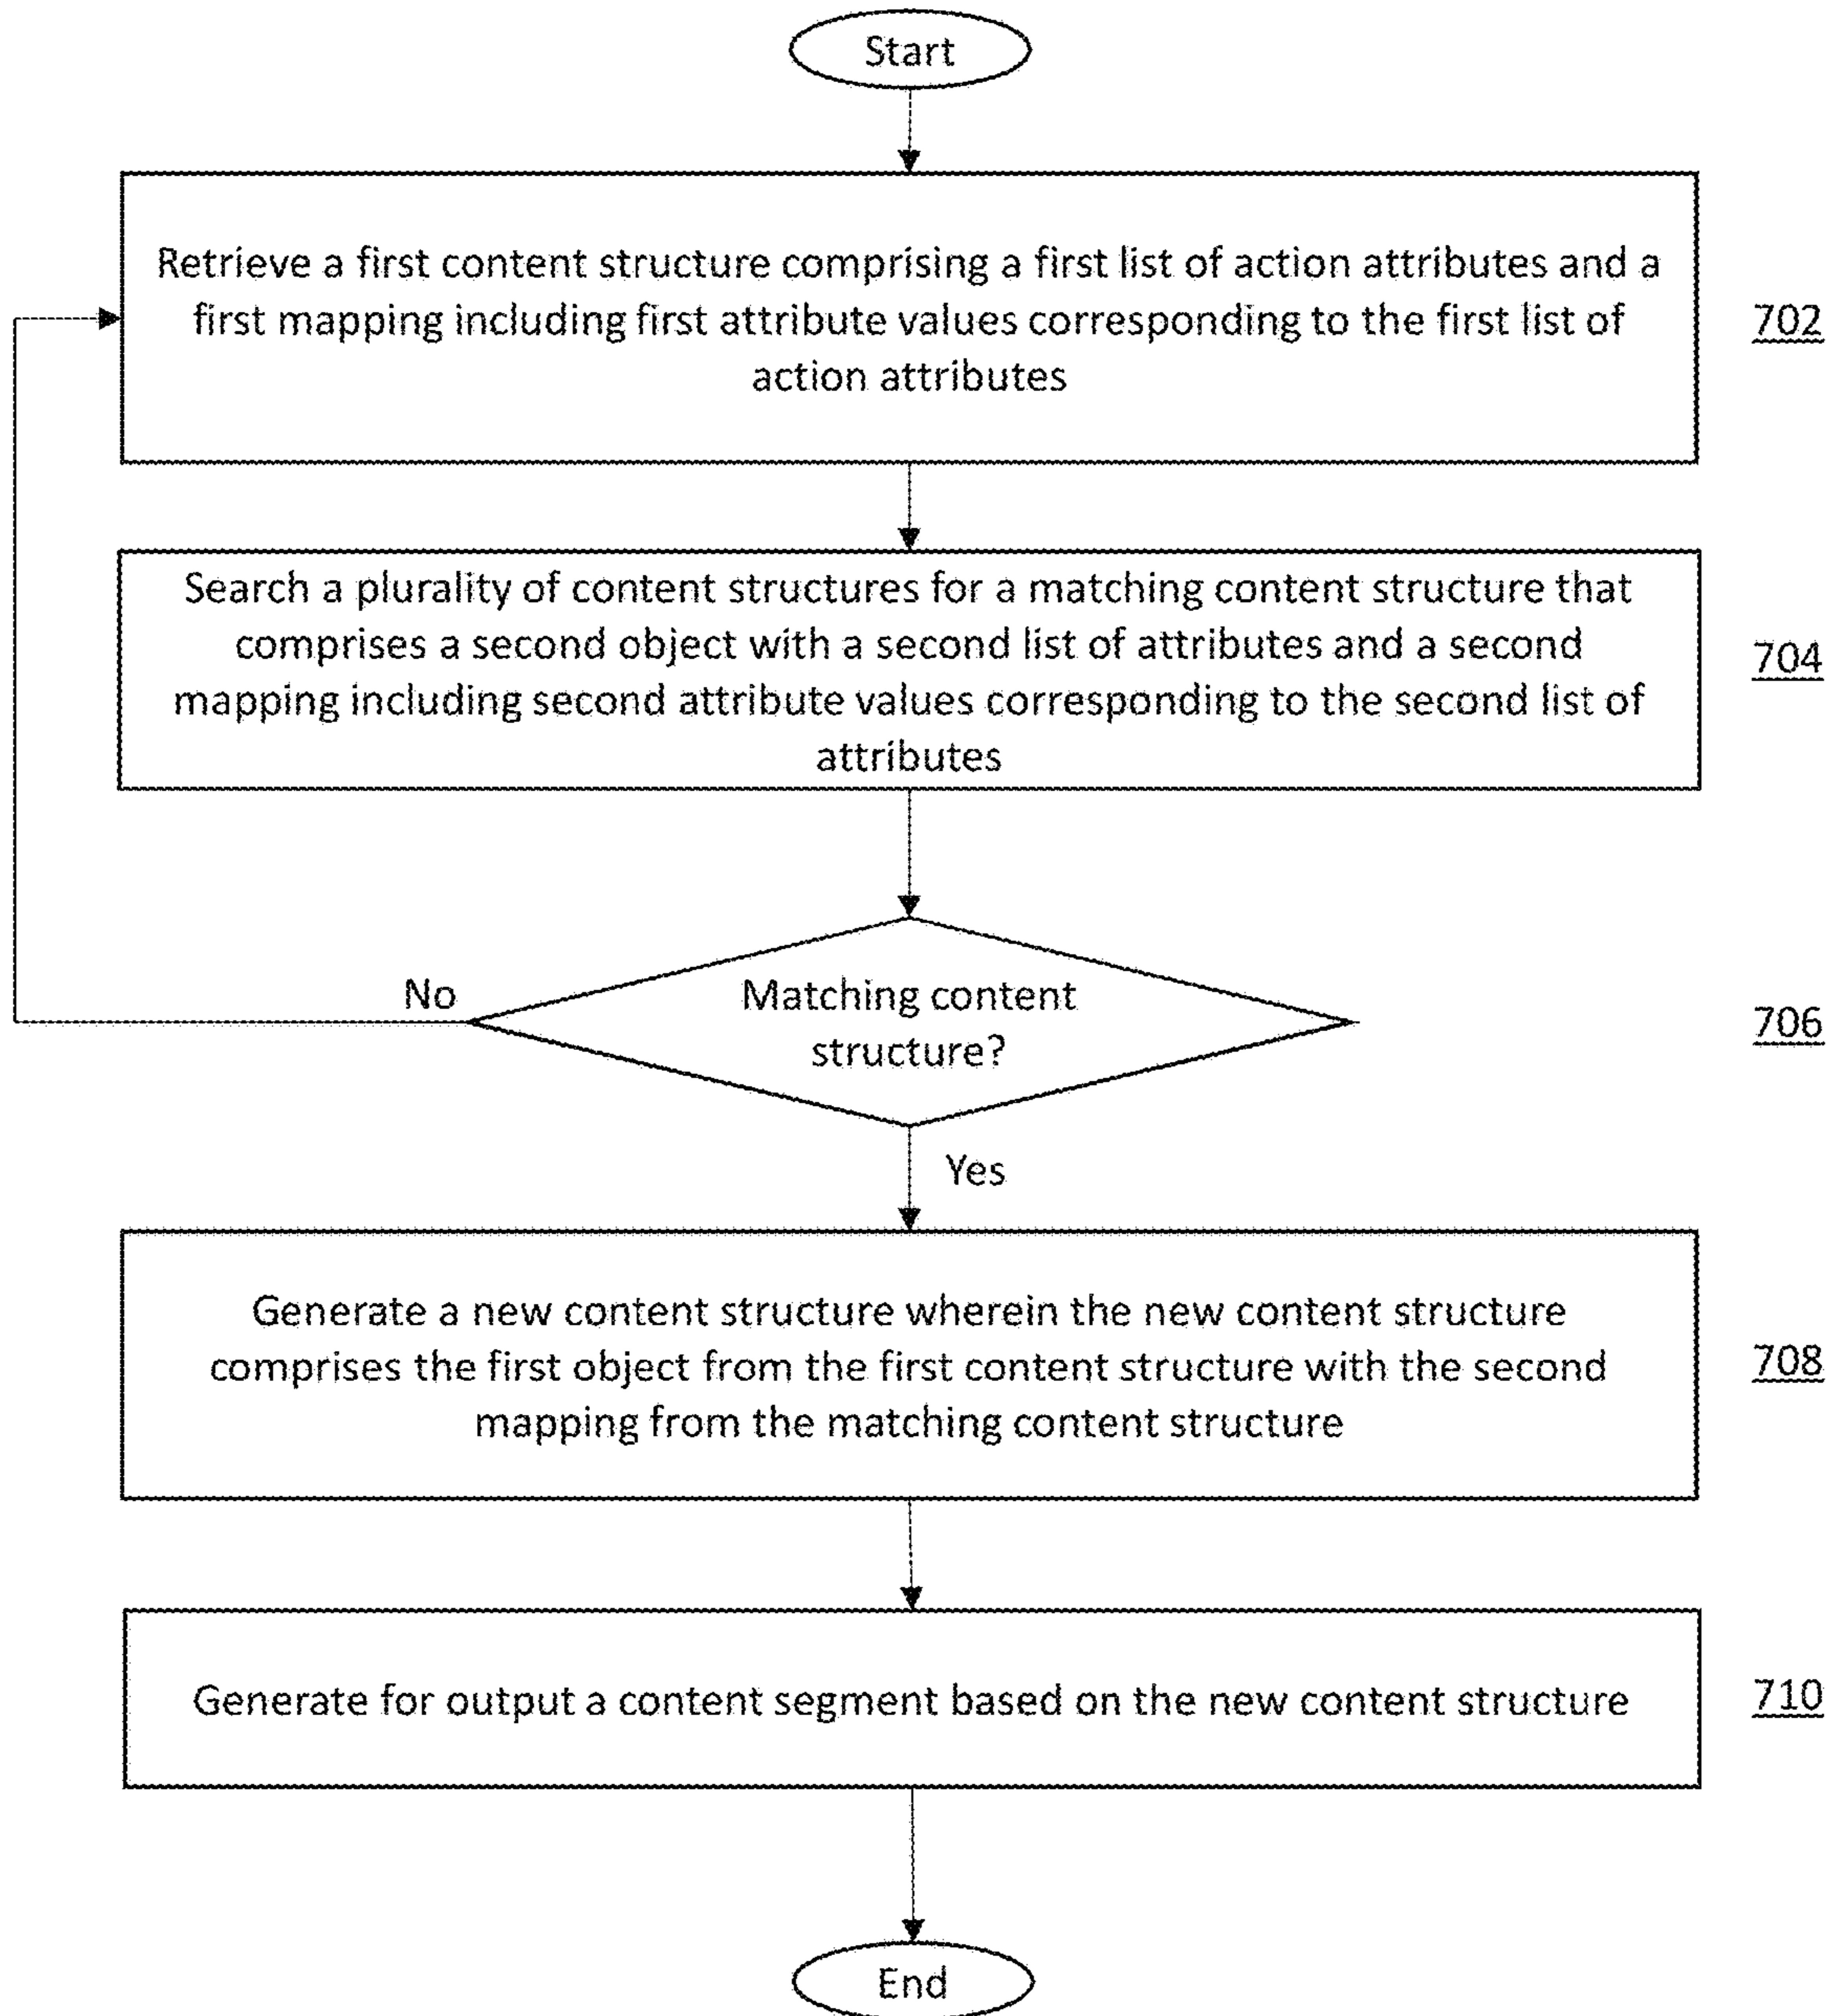 Start
Retrieve a first content structure comprising a first list of action attributes and a
first mapping including first attribute values corresponding to the first list of
action attributes
702
Search a plurality of content structures for a matching content structure that
comprises a second object with a second list of attributes and a second
mapping including second attribute values corresponding to the second list of
attributes
704
No
Matching content
structure?
706
Yes
Generate a new content structure wherein the new content structure
comprises the first object from the first content structure with the second
mapping from the matching content structure
708
Generate for output a content segment based on the new content structure
710
End